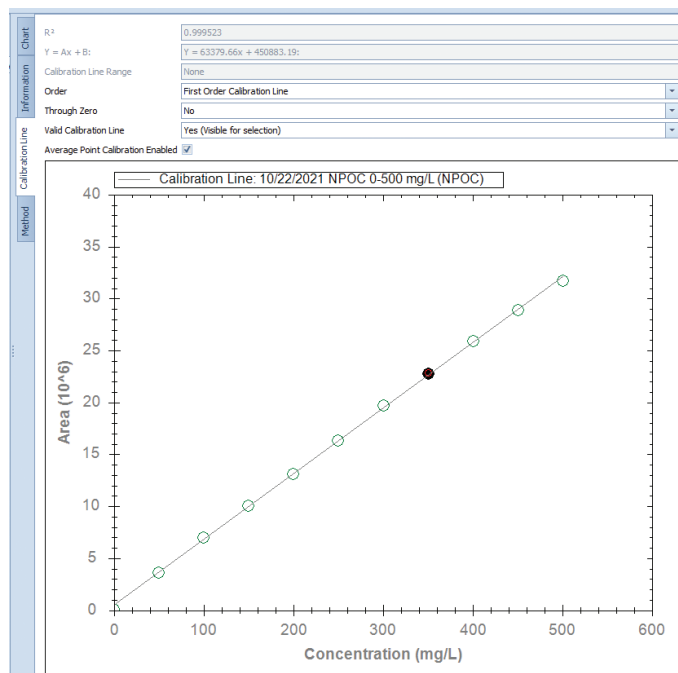 Chart
Information
Calibration Line
Method
R² 0.999523
Y = Ax + B: Y = 63379.66x + 450883.19:
Calibration Line Range None
Order First Order Calibration Line
Through Zero No
Valid Calibration Line Yes (Visible for selection)
Average Point Calibration Enabled
Calibration Line: 10/22/2021 NPOC 0-500 mg/L (NPOC)
Area (10^6)
40
35
30
25
20
15
10
5
0
0 100 200 300 400 500 600
Concentration (mg/L)